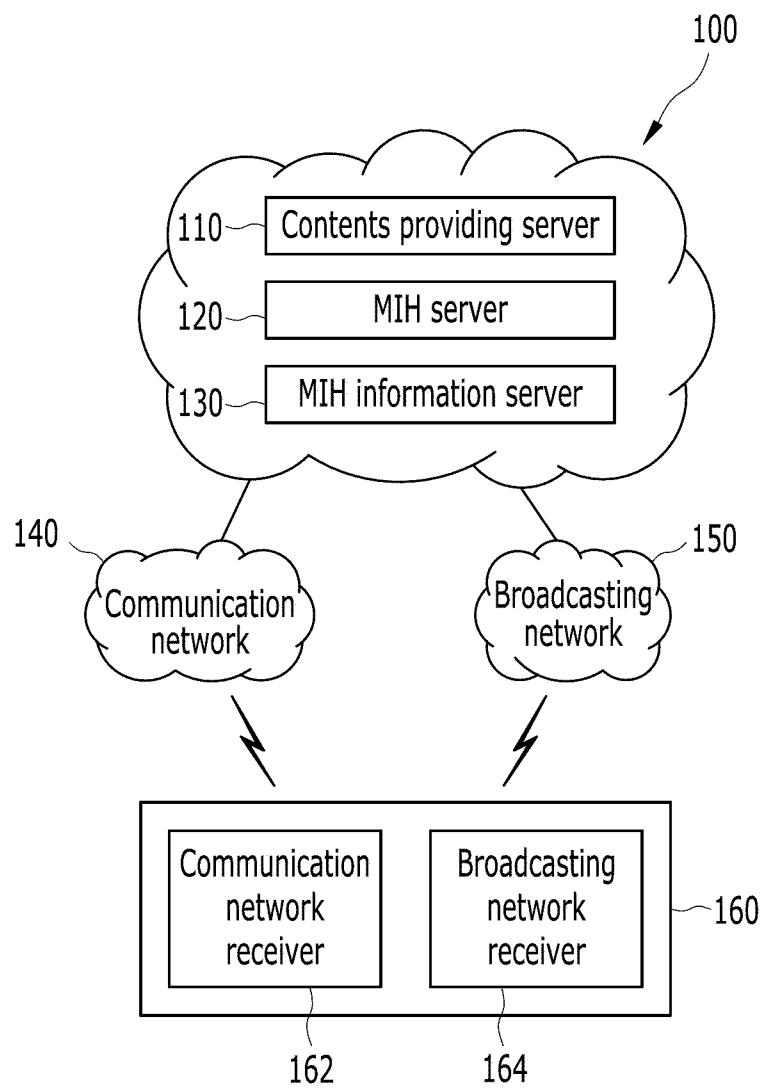 100
110
Contents providing server
120
MIH server
130
MIH information server
140
Communication
network
150
Broadcasting
network
Communication
network
receiver
Broadcasting
network
receiver
160
162
164